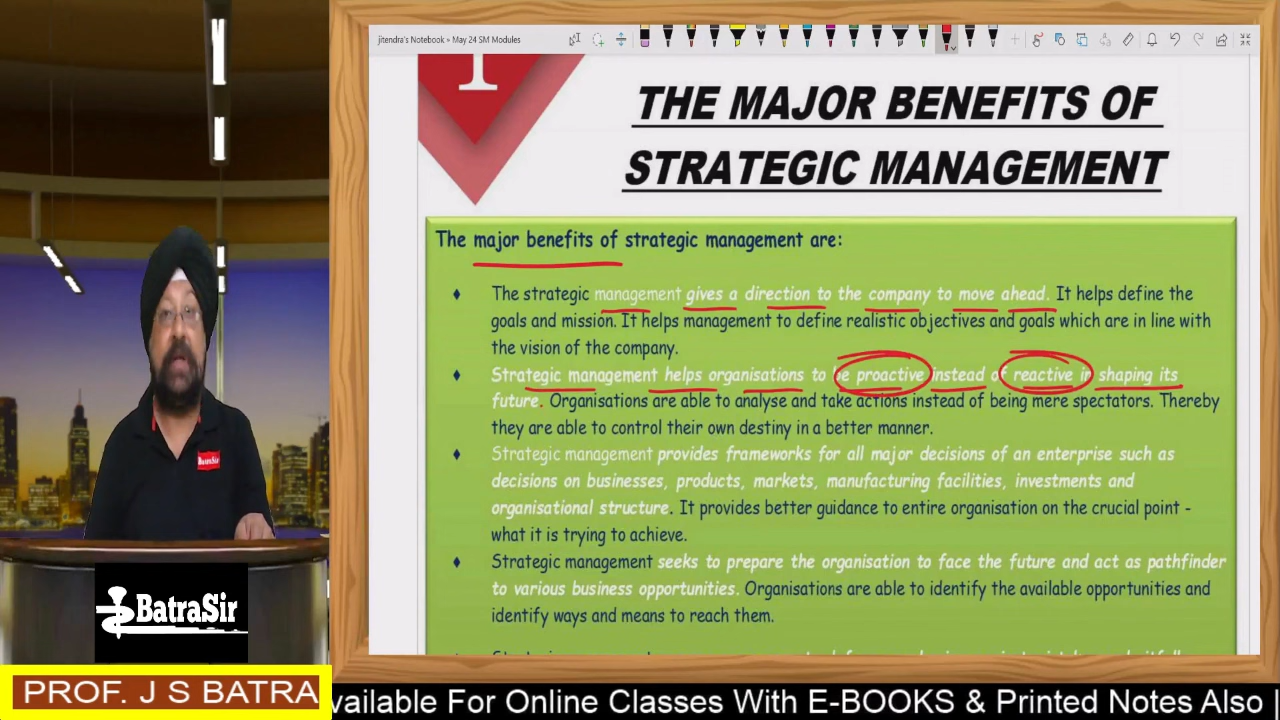 jitendra's Notebook » May 24 SM Modules
1
THE MAJOR BENEFITS OF
STRATEGIC MANAGEMENT
The major benefits of strategic management are:
♦ The strategic management gives a direction to the company to move ahead. It helps define the
goals and mission. It helps management to define realistic objectives and goals which are in line with
the vision of the company.
♦ Strategic management helps organisations to be proactive instead of reactive in shaping its
future. Organisations are able to analyse and take actions instead of being mere spectators. Thereby
they are able to control their own destiny in a better manner.
♦ Strategic management provides frameworks for all major decisions of an enterprise such as
decisions on businesses, products, markets, manufacturing facilities, investments and
organisational structure. It provides better guidance to entire organisation on the crucial point -
what it is trying to achieve.
♦ Strategic management seeks to prepare the organisation to face the future and act as pathfinder
to various business opportunities. Organisations are able to identify the available opportunities and
identify ways and means to reach them.
BatraSir
BatraSir
PROF. J S BATRA
vailable For Online Classes With E-BOOKS & Printed Notes Also |